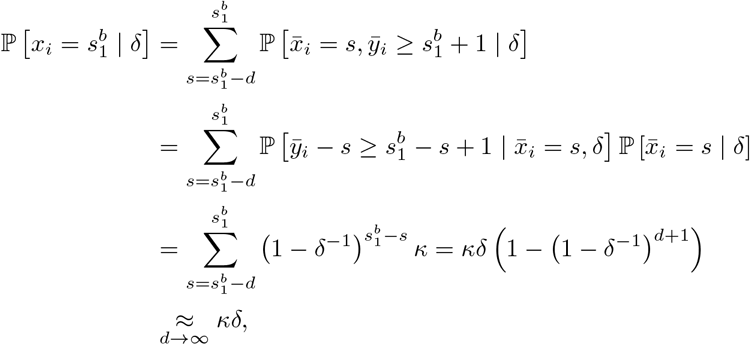 ℙ [x_i = s_1^b | δ] = ∑_{s=s_1^b−d}^{s_1^b} ℙ [x̄_i = s, ȳ_i ≥ s_1^b + 1 | δ]
= ∑_{s=s_1^b−d}^{s_1^b} ℙ [ȳ_i − s ≥ s_1^b − s + 1 | x̄_i = s, δ] ℙ [x̄_i = s | δ]
= ∑_{s=s_1^b−d}^{s_1^b} (1 − δ^{−1})^{s_1^b−s} κ = κδ (1 − (1 − δ^{−1})^{d+1})
≈_{d→∞} κδ,